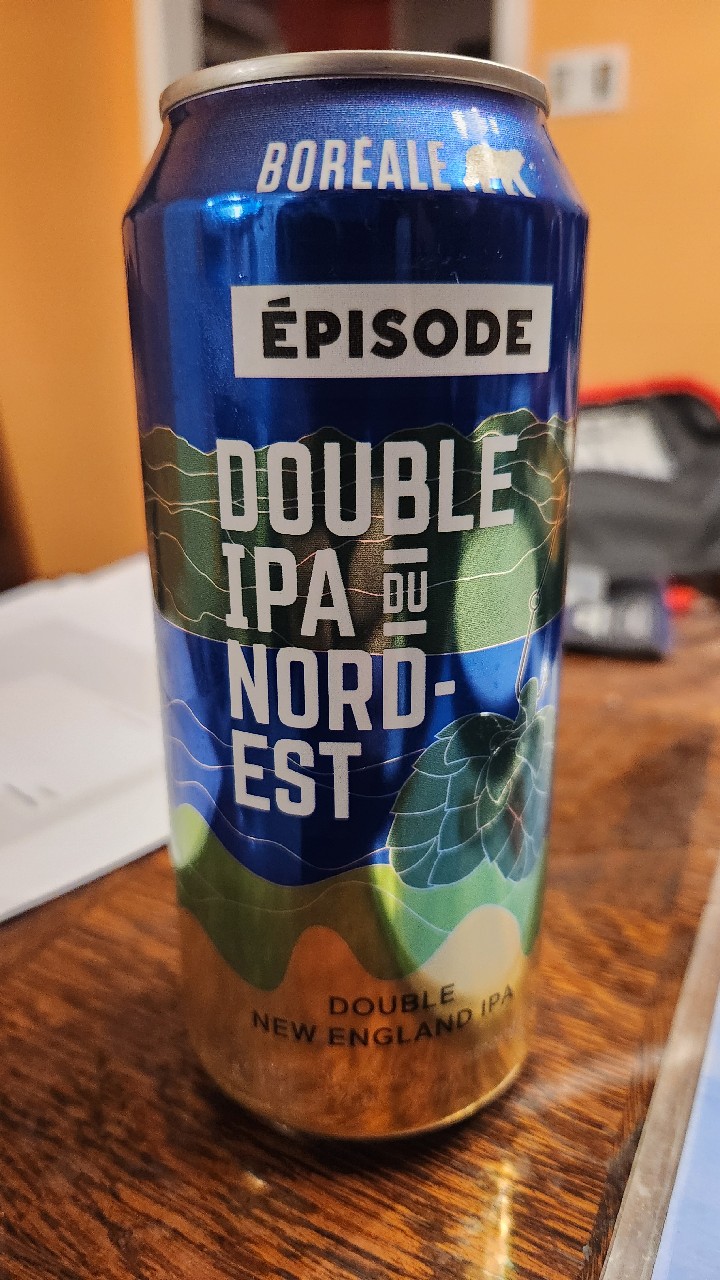 BORÉALE
ÉPISODE
DOUBLE
IPA DU
NORD-
EST
DOUBLE
NEW ENGLAND IPA